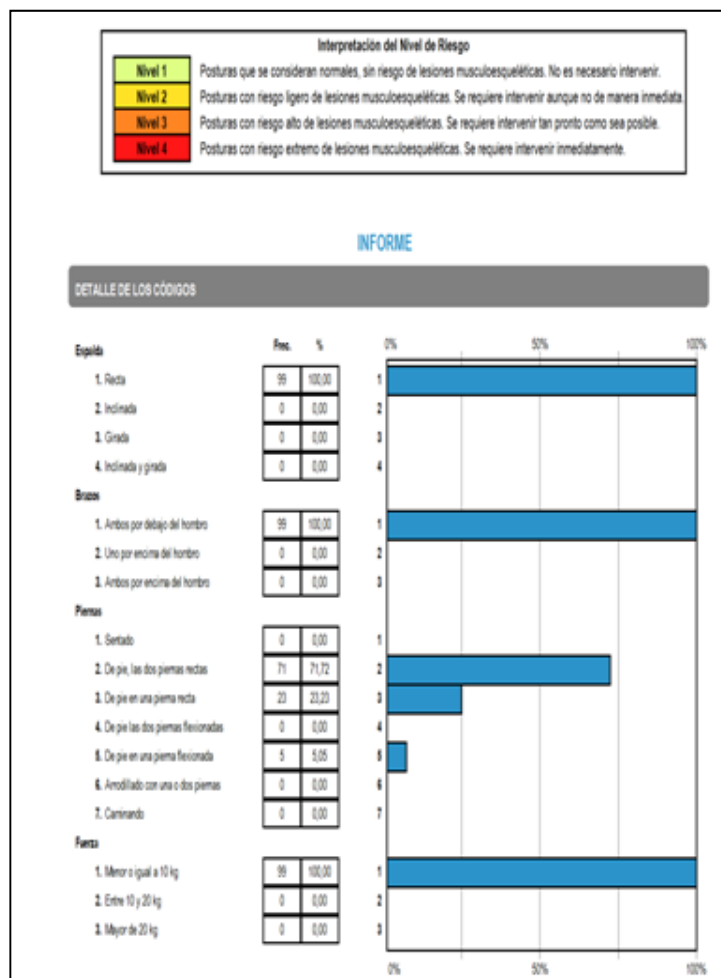 Interpretación del Nivel de Riesgo
Nivel 1 Posturas que se consideran normales, sin riesgo de lesiones musculoesqueléticas. No es necesario intervenir.
Nivel 2 Posturas con riesgo ligero de lesiones musculoesqueléticas. Se requiere intervenir aunque no de manera inmediata.
Nivel 3 Posturas con riesgo alto de lesiones musculoesqueléticas. Se requiere intervenir tan pronto como sea posible.
Nivel 4 Posturas con riesgo extremo de lesiones musculoesqueléticas. Se requiere intervenir inmediatamente.
INFORME
DETALLE DE LOS CÓDIGOS
Espalda Frec. % 0% 50% 100%
1. Recta 99 100,00 1
2. Inclinada 0 0,00 2
3. Girada 0 0,00 3
4. Inclinada y girada 0 0,00 4
Brazos
1. Ambos por debajo del hombro 99 100,00 1
2. Uno por encima del hombro 0 0,00 2
3. Ambos por encima del hombro 0 0,00 3
Piernas
1. Sentado 0 0,00 1
2. De pie, las dos piernas rectas 71 71,72 2
3. De pie en una pierna recta 23 23,23 3
4. De pie las dos piernas flexionadas 0 0,00 4
5. De pie en una pierna flexionada 5 5,05 5
6. Arrodillado con una o dos piernas 0 0,00 6
7. Caminando 0 0,00 7
Fuerza
1. Menor o igual a 10 kg 99 100,00 1
2. Entre 10 y 20 kg 0 0,00 2
3. Mayor de 20 kg 0 0,00 3
0% 50% 100%